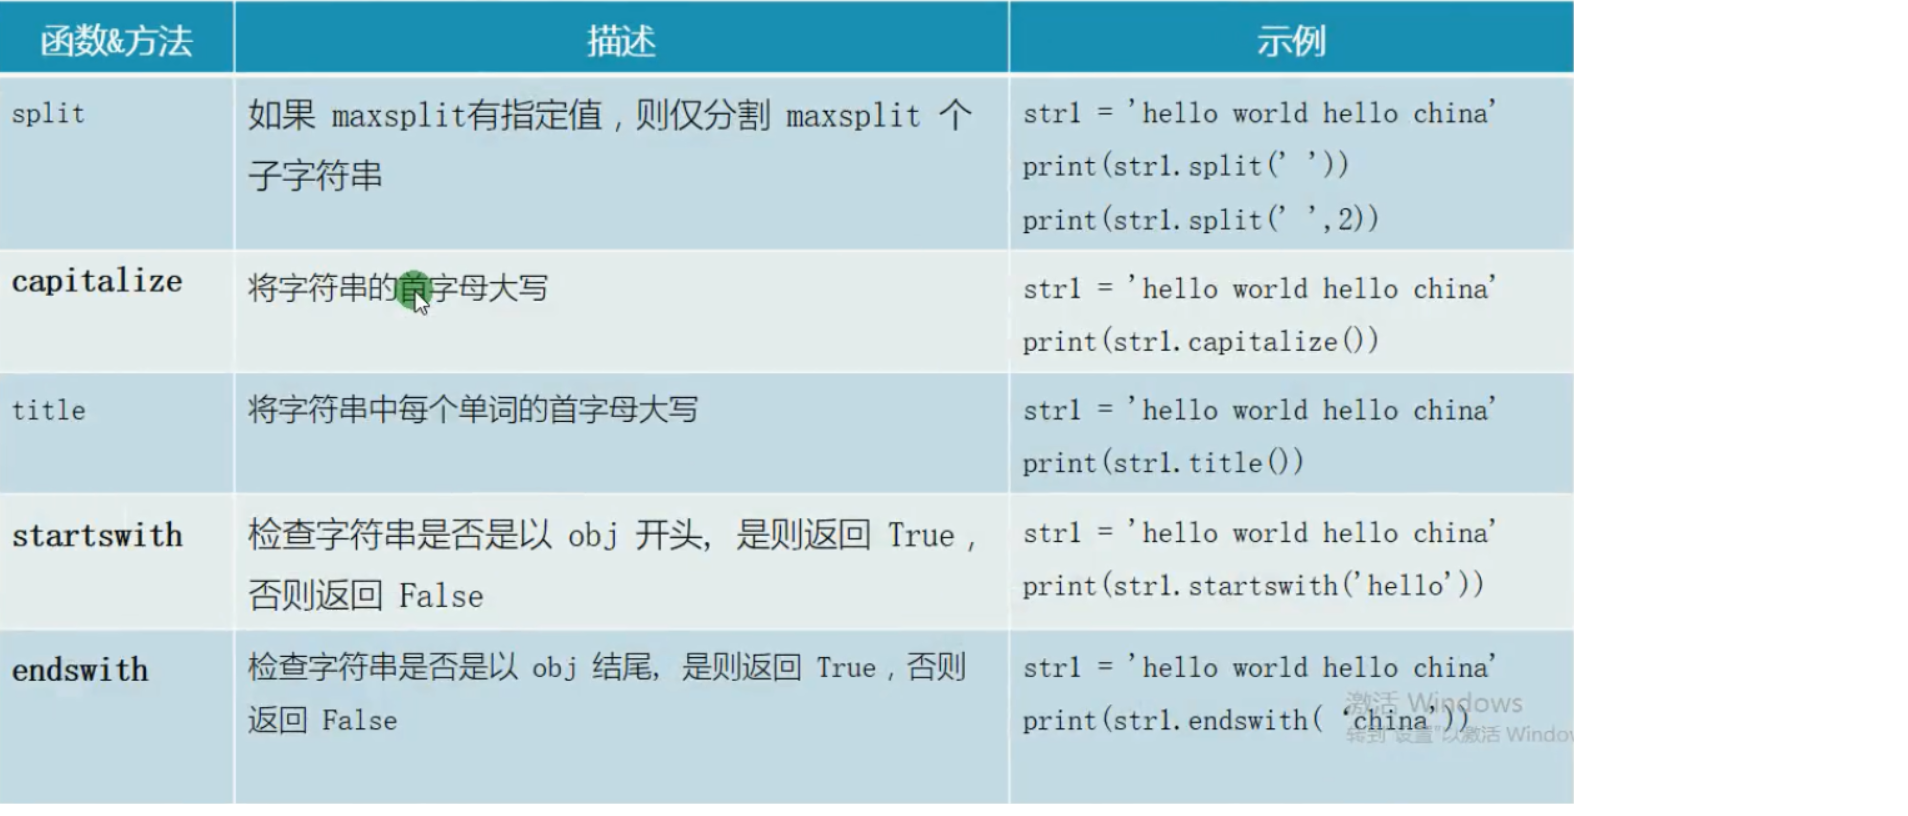 函数&方法 描述 示例
split 如果 maxsplit有指定值，则仅分割 maxsplit 个
子字符串
str1 = 'hello world hello china'
print(str1.split(' '))
print(str1.split(' ',2))
capitalize 将字符串的首字母大写
str1 = 'hello world hello china'
print(str1.capitalize())
title 将字符串中每个单词的首字母大写
str1 = 'hello world hello china'
print(str1.title())
startswith 检查字符串是否是以 obj 开头, 是则返回 True，
否则返回 False
str1 = 'hello world hello china'
print(str1.startswith('hello'))
endswith 检查字符串是否是以 obj 结尾, 是则返回 True，否则
返回 False
str1 = 'hello world hello china'
print(str1.endswith( ‘china’))
激活 Windows
转到"设置"以激活 Window